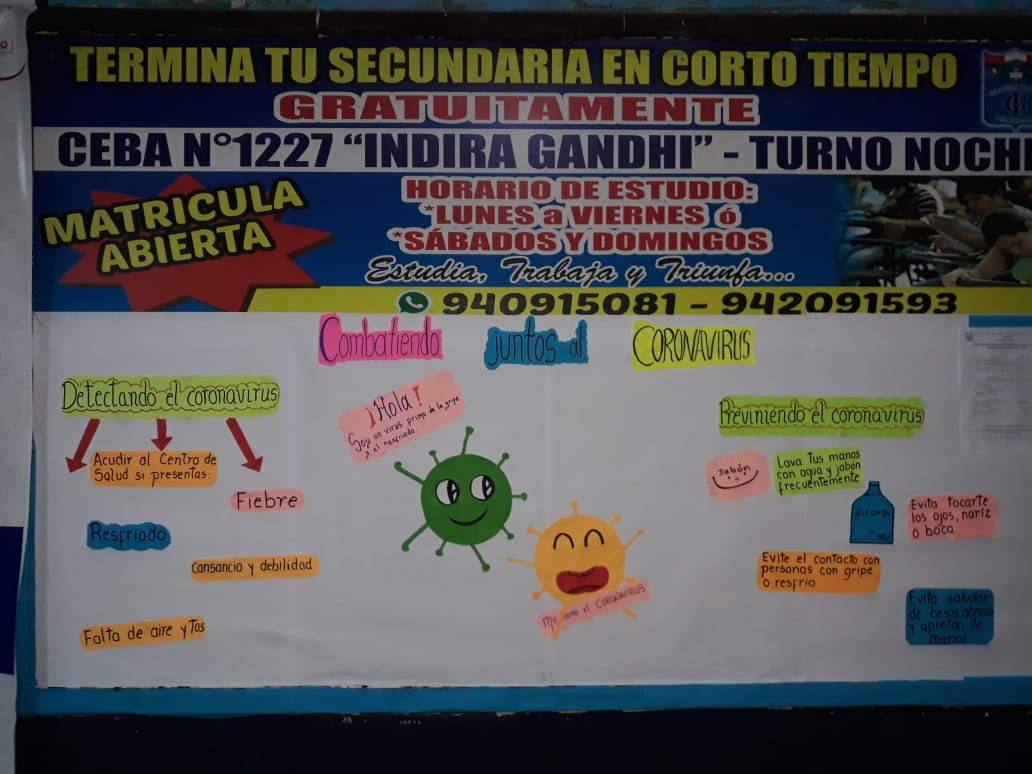 TERMINA TU SECUNDARIA EN CORTO TIEMPO
GRATUITAMENTE
CEBA N°1227 “INDIRA GANDHI” - TURNO NOCH
MATRICULA
ABIERTA
HORARIO DE ESTUDIO:
*LUNES a VIERNES ó
*SÁBADOS Y DOMINGOS
Estudia, Trabaja y Triunfa...
940915081 - 942091593
Combatiendo juntos al CORONAVIRUS
Detectando el coronavirus
Acudir al Centro de
Salud si presentas:
Fiebre
Resfriado
Cansancio y debilidad
Falta de aire y Tos
¡Hola!
Soy un virus primo de la gripe
y el resfriado
Me llamo el CORONAVIRUS
Previniendo el coronavirus
Jabón
Lava Tus manos
con agua y jabón
frecuentemente
ALCOHOL
Evita tocarte
los ojos, nariz
o boca
Evite el contacto con
personas con gripe
o resfrio
Evita saludar
de besos, abrazo
y apreton de
manos